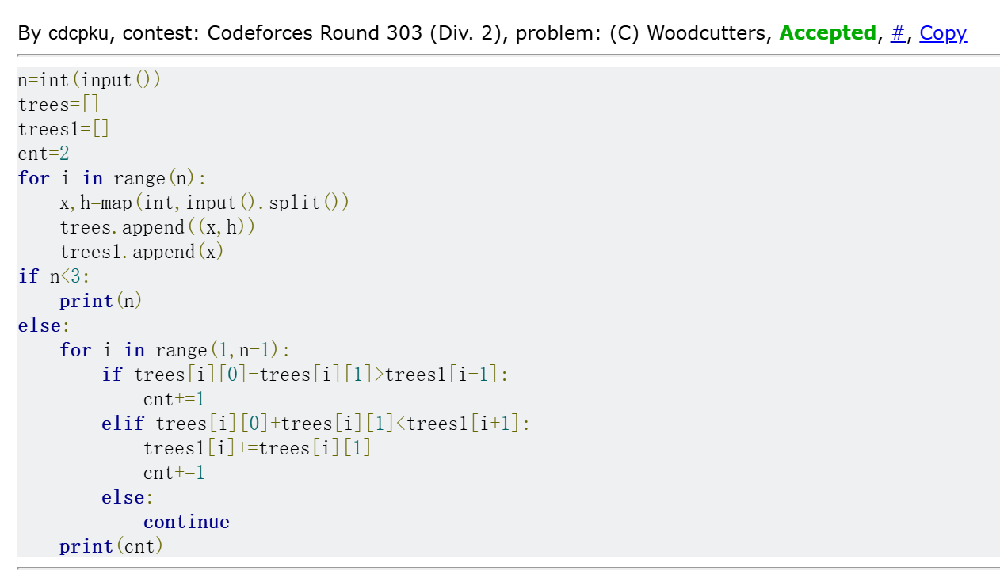 By cdcpku, contest: Codeforces Round 303 (Div. 2), problem: (C) Woodcutters, Accepted, #, Copy
n=int(input())
trees=[]
trees1=[]
cnt=2
for i in range(n):
    x,h=map(int,input().split())
    trees.append((x,h))
    trees1.append(x)
if n<3:
    print(n)
else:
    for i in range(1,n-1):
        if trees[i][0]-trees[i][1]>trees1[i-1]:
            cnt+=1
        elif trees[i][0]+trees[i][1]<trees1[i+1]:
            trees1[i]+=trees[i][1]
            cnt+=1
        else:
            continue
    print(cnt)